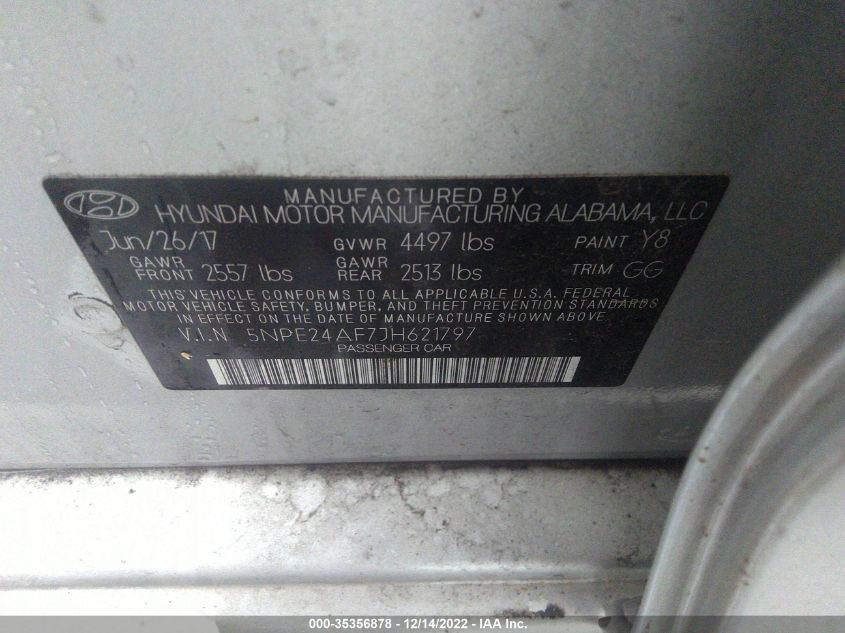 MANUFACTURED BY
HYUNDAI MOTOR MANUFACTURING ALABAMA, LLC
Jun/26/17 GVWR 4497 lbs PAINT Y8
GAWR FRONT 2557 lbs GAWR REAR 2513 lbs TRIM GG
THIS VEHICLE CONFORMS TO ALL APPLICABLE U.S.A. FEDERAL
MOTOR VEHICLE SAFETY, BUMPER, AND THEFT PREVENTION STANDARDS
IN EFFECT ON THE DATE OF MANUFACTURE SHOWN ABOVE.
V.I.N 5NPE24AF7JH621797
PASSENGER CAR
000-35356878 - 12/14/2022 - IAA Inc.